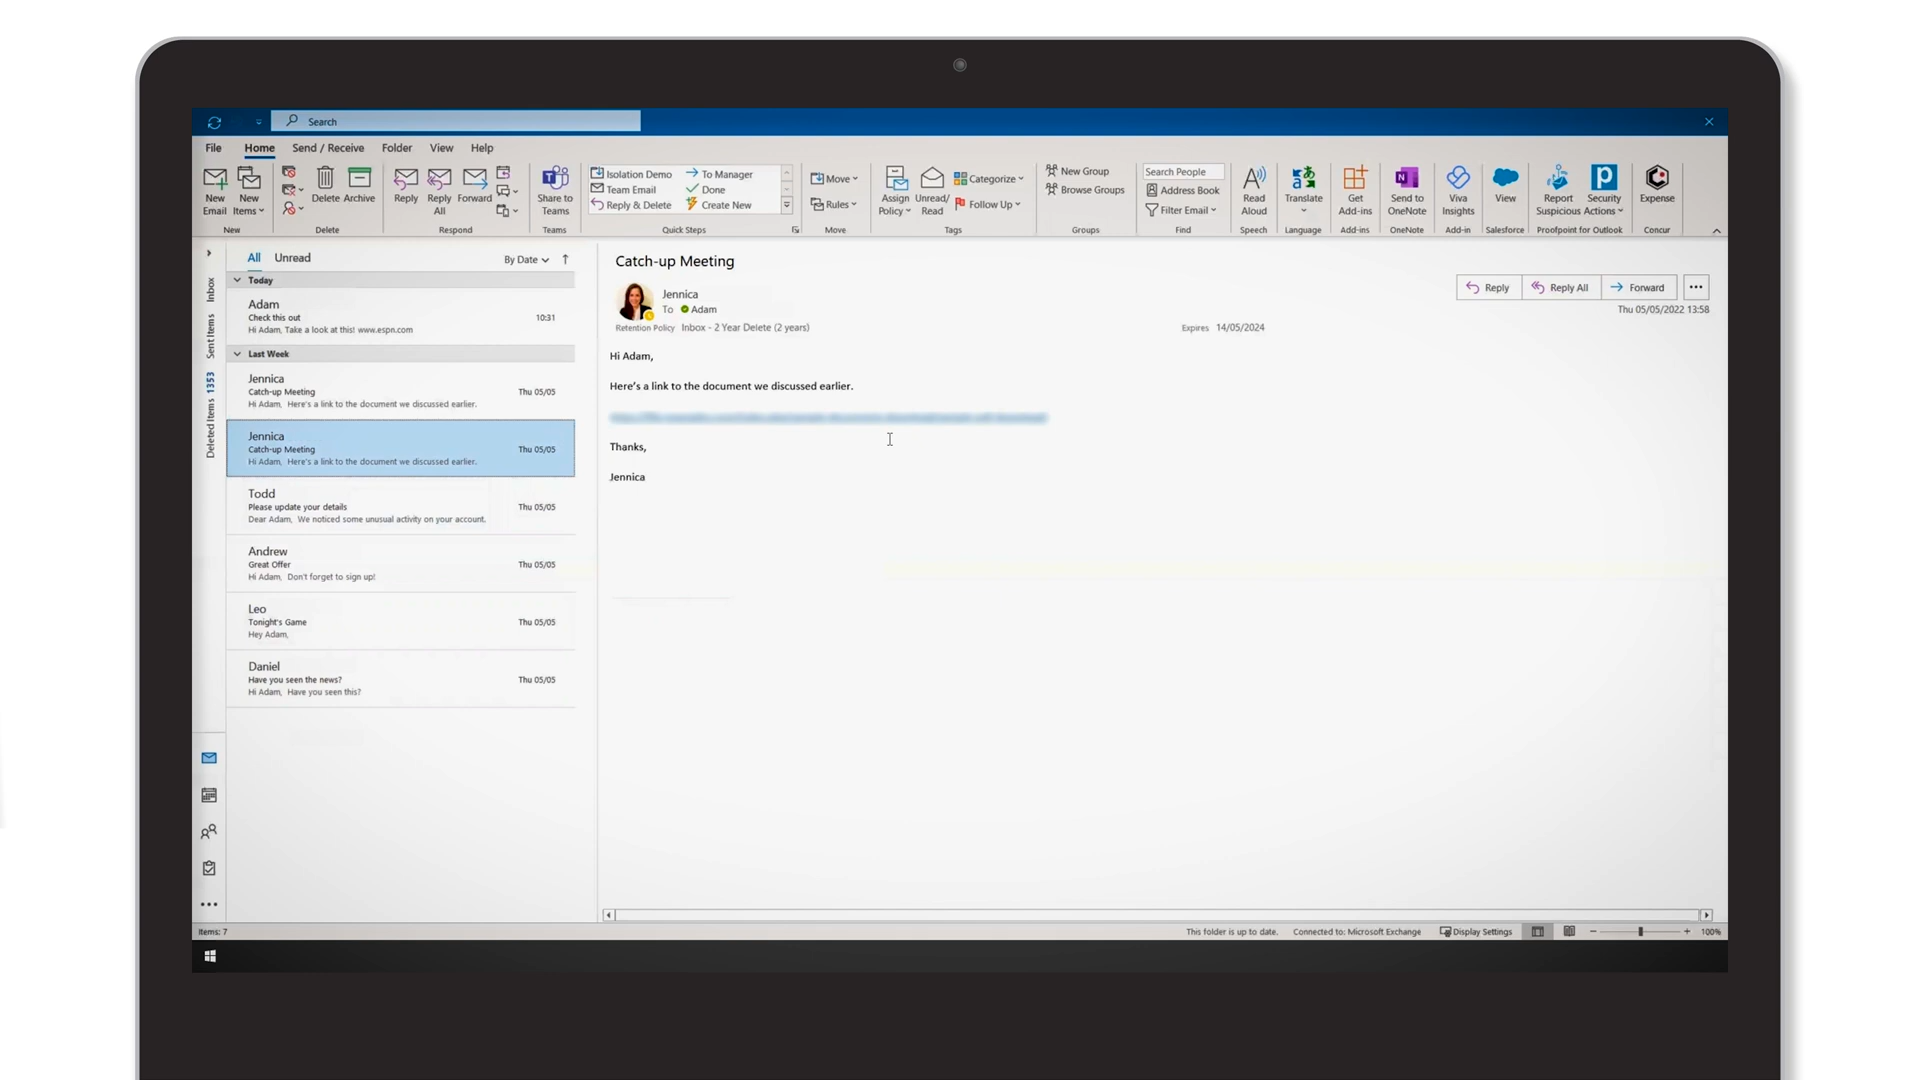 Search
File Home Send / Receive Folder View Help
New Email
New Items
New
Delete Archive
Delete
Reply Reply All Forward
Respond
Share to Teams
Teams
Isolation Demo To Manager
Team Email Done
Reply & Delete Create New
Quick Steps
Move
Rules
Move
Assign Policy
Unread/ Read
Categorize
Follow Up
Tags
New Group
Browse Groups
Groups
Search People
Address Book
Filter Email
Find
Read Aloud
Speech
Translate
Language
Get Add-ins
Add-ins
Send to OneNote
OneNote
Viva Insights
Add-in
View
Salesforce
Report Suspicious
Security Actions
Proofpoint for Outlook
Expense
Concur
Inbox
Sent Items
Deleted Items 1353
All Unread By Date
Today
Adam
Check this out 10:31
Hi Adam, Take a look at this! www.espn.com
Last Week
Jennica
Catch-up Meeting Thu 05/05
Hi Adam, Here's a link to the document we discussed earlier.
Jennica
Catch-up Meeting Thu 05/05
Hi Adam, Here's a link to the document we discussed earlier.
Todd
Please update your details Thu 05/05
Dear Adam, We noticed some unusual activity on your account.
Andrew
Great Offer Thu 05/05
Hi Adam, Don't forget to sign up!
Leo
Tonight's Game Thu 05/05
Hey Adam,
Daniel
Have you seen the news? Thu 05/05
Hi Adam, Have you seen this?
Catch-up Meeting
Jennica
To Adam
Reply Reply All Forward
Thu 05/05/2022 13:58
Retention Policy Inbox - 2 Year Delete (2 years) Expires 14/05/2024
Hi Adam,
Here's a link to the document we discussed earlier.
Thanks,
Jennica
Items: 7 This folder is up to date. Connected to: Microsoft Exchange Display Settings 100%